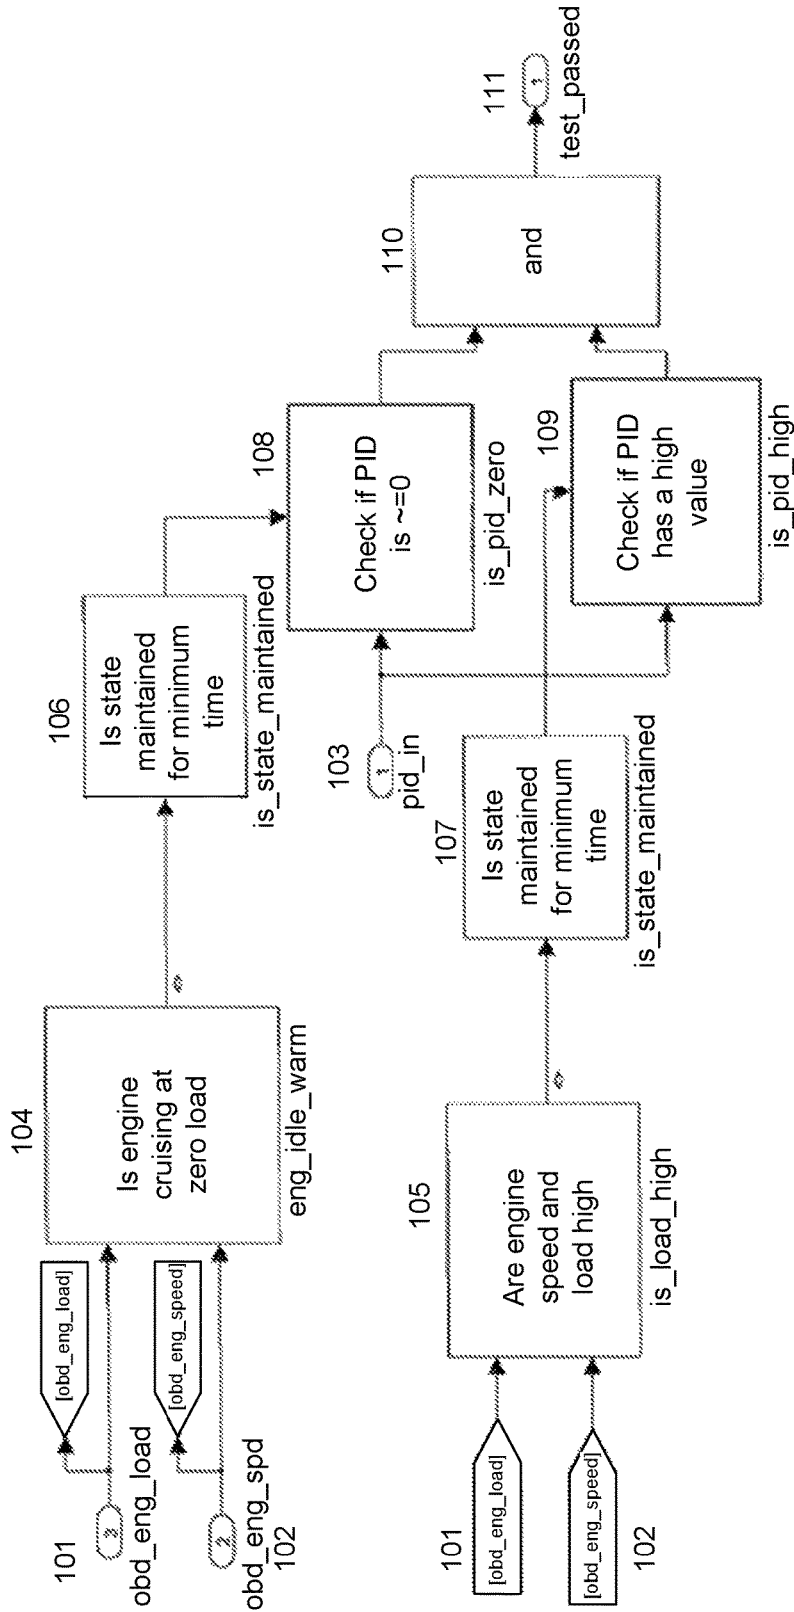 101
3
obd_eng_load
[obd_eng_load]
2
obd_eng_spd
102
[obd_eng_speed]
104
Is engine
cruising at
zero load
eng_idle_warm
106
Is state
maintained
for minimum
time
is_state_maintained
103
1
pid_in
108
Check if PID
is ~=0
is_pid_zero
101
[obd_eng_load]
[obd_eng_speed]
102
105
Are engine
speed and
load high
is_load_high
107
Is state
maintained
for minimum
time
is_state_maintained
109
Check if PID
has a high
value
is_pid_high
110
and
111
1
test_passed